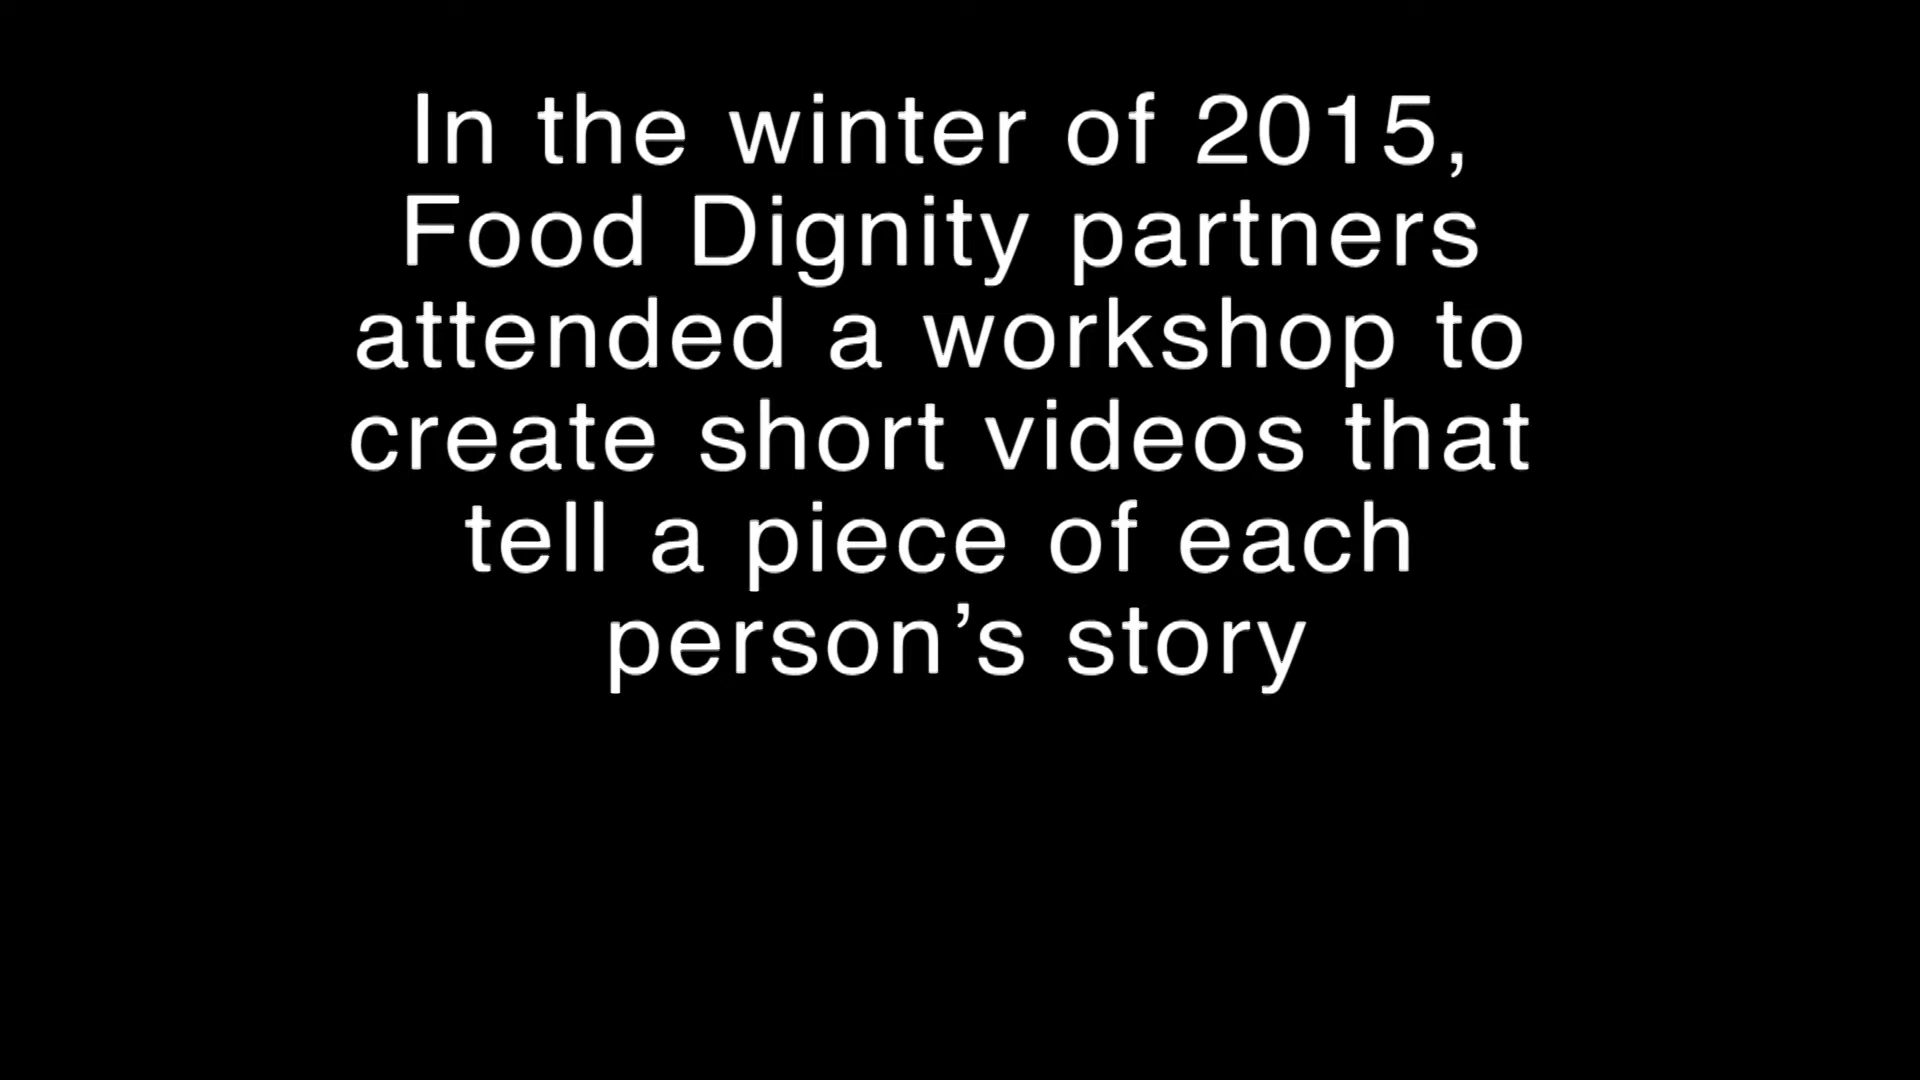 In the winter of 2015,
Food Dignity partners
attended a workshop to
create short videos that
tell a piece of each
person’s story